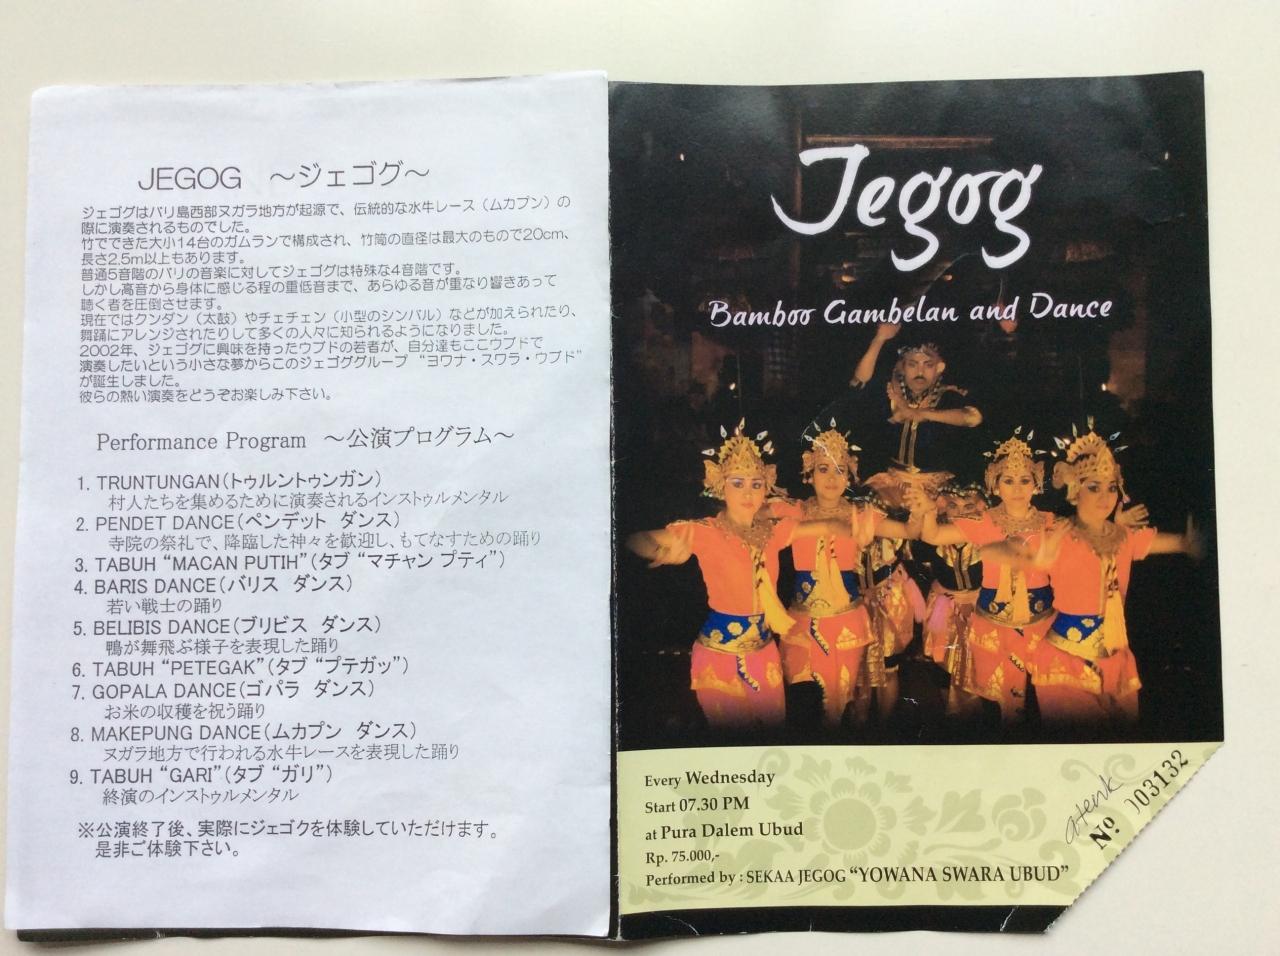 JEGOG ～ジェゴグ～
ジェゴグはバリ島西部ヌガラ地方が起源で、伝統的な水牛レース（ムカプン）の
際に演奏されるものでした。
竹でできた大小14台のガムランで構成され、竹筒の直径は最大のもので20cm、
長さ2.5m以上もあります。
普通5音階のバリの音楽に対してジェゴグは特殊な4音階です。
しかし高音から身体に感じる程の重低音まで、あらゆる音が重なり響きあって
聴く者を圧倒させます。
現在ではクンダン（太鼓）やチェチェン（小型のシンバル）などが加えられたり、
舞踊にアレンジされたりして多くの人々に知られるようになりました。
2002年、ジェゴグに興味を持ったウブドの若者が、自分達もここウブドで
演奏したいという小さな夢からこのジェゴググループ “ヨワナ・スワラ・ウブド”
が誕生しました。
彼らの熱い演奏をどうぞお楽しみ下さい。
Performance Program ～公演プログラム～
1. TRUNTUNGAN（トゥルントゥンガン）
村人たちを集めるために演奏されるインストゥルメンタル
2. PENDET DANCE（ペンデット ダンス）
寺院の祭礼で、降臨した神々を歓迎し、もてなすための踊り
3. TABUH “MACAN PUTIH”（タブ “マチャン プティ”）
4. BARIS DANCE（バリス ダンス）
若い戦士の踊り
5. BELIBIS DANCE（ブリビス ダンス）
鴨が舞飛ぶ様子を表現した踊り
6. TABUH “PETEGAK”（タブ “プテガッ”）
7. GOPALA DANCE（ゴパラ ダンス）
お米の収穫を祝う踊り
8. MAKEPUNG DANCE（ムカプン ダンス）
ヌガラ地方で行われる水牛レースを表現した踊り
9. TABUH “GARI”（タブ “ガリ”）
終演のインストゥルメンタル
※公演終了後、実際にジェゴクを体験していただけます。
是非ご体験下さい。
Jegog
Bamboo Gambelan and Dance
Every Wednesday
Start 07.30 PM
at Pura Dalem Ubud
Rp. 75.000,-
Performed by : SEKAA JEGOG “YOWANA SWARA UBUD”
Nº. 03132